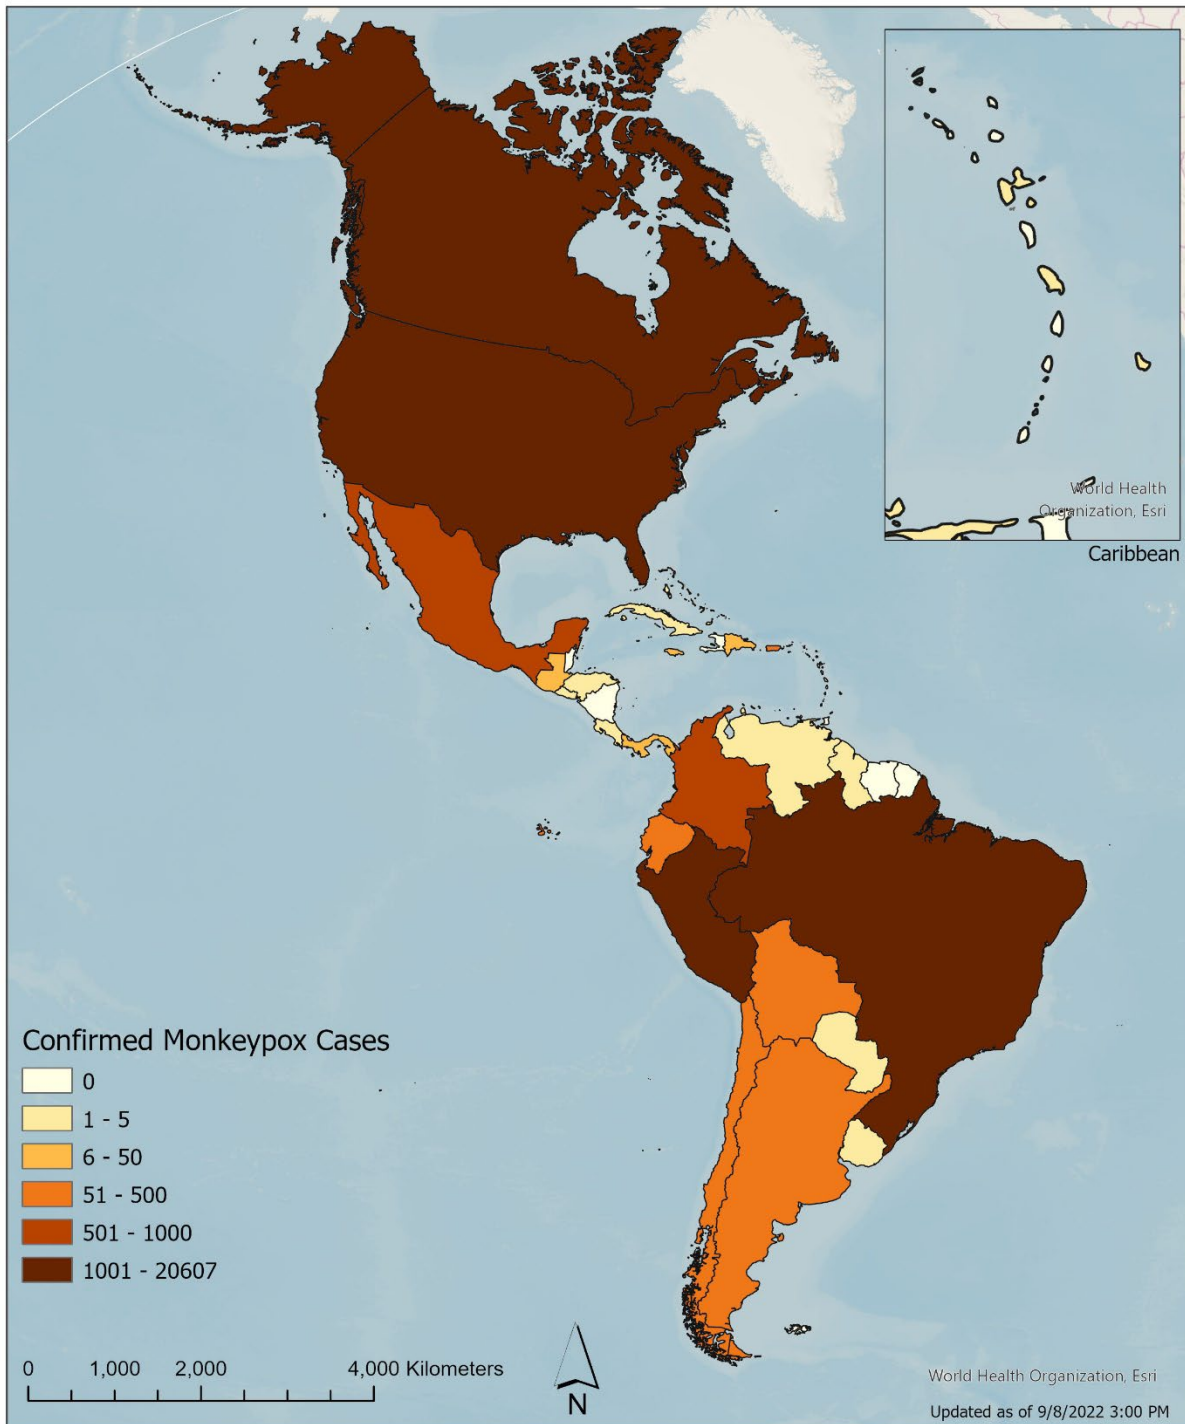 World Health
Organization, Esri
Caribbean
Confirmed Monkeypox Cases
0
1 - 5
6 - 50
51 - 500
501 - 1000
1001 - 20607
0 1,000 2,000 4,000 Kilometers
N
World Health Organization, Esri
Updated as of 9/8/2022 3:00 PM